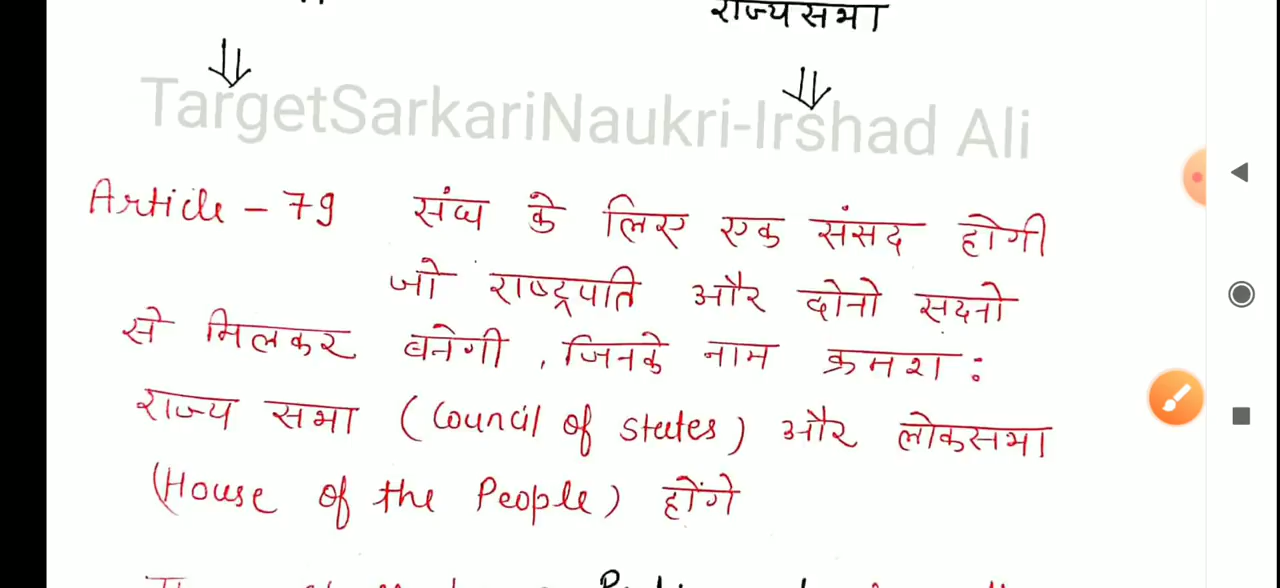 राज्यसभा
TargetSarkariNaukri-Irshad Ali
Article - 79 संघ के लिए एक संसद होगी
जो राष्ट्रपति और दोनो सदनो
से मिलकर बनेगी , जिनके नाम क्रमश :
राज्य सभा (Council of states) और लोकसभा
(House of the People) होंगे